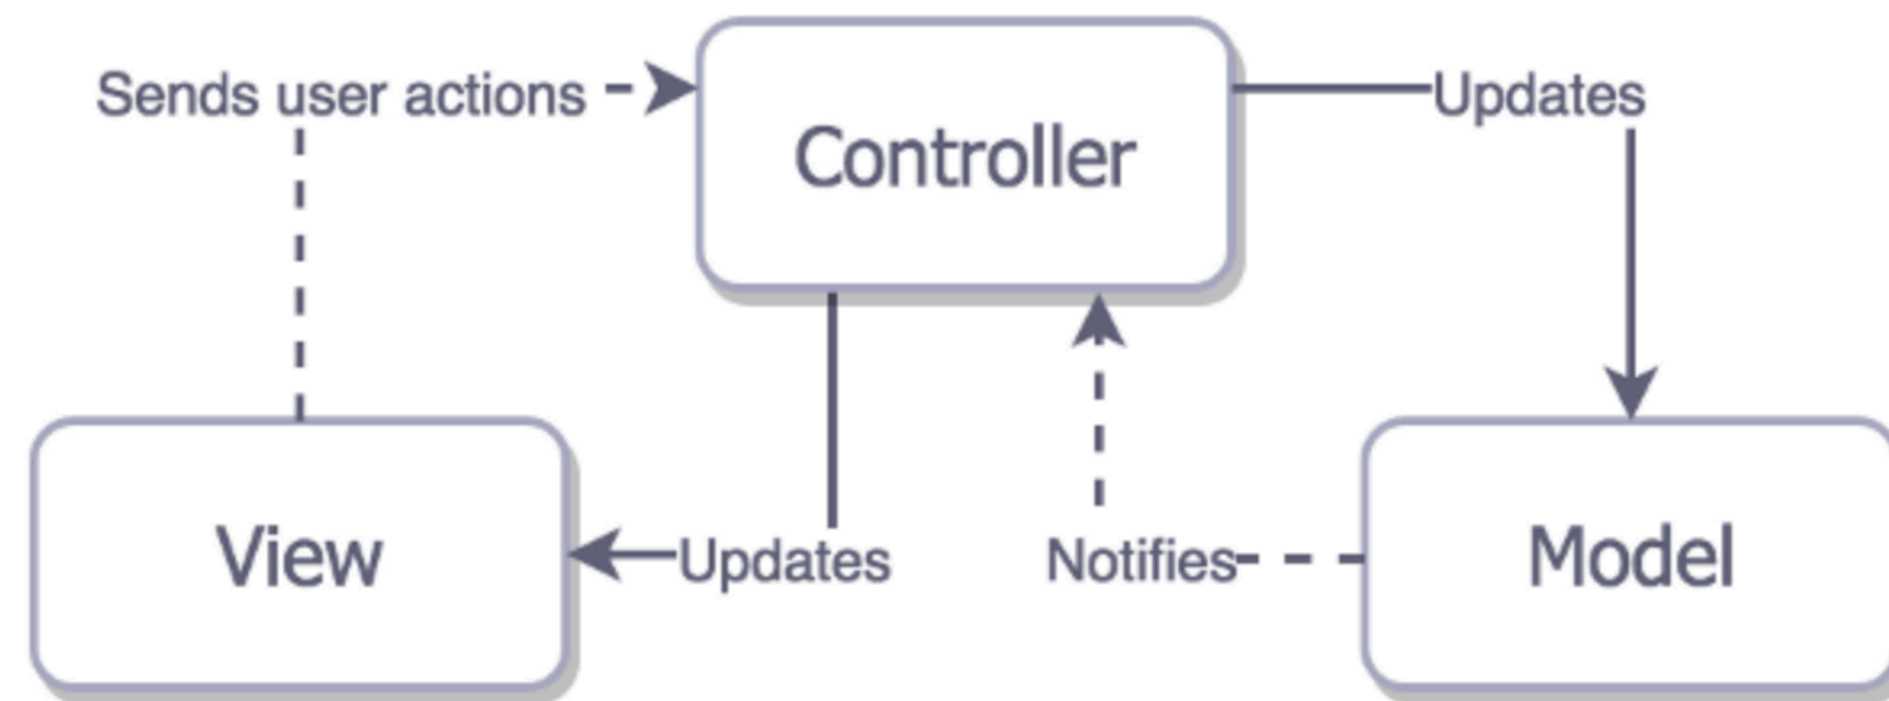 Sends user actions
Controller
Updates
View
Updates
Notifies
Model